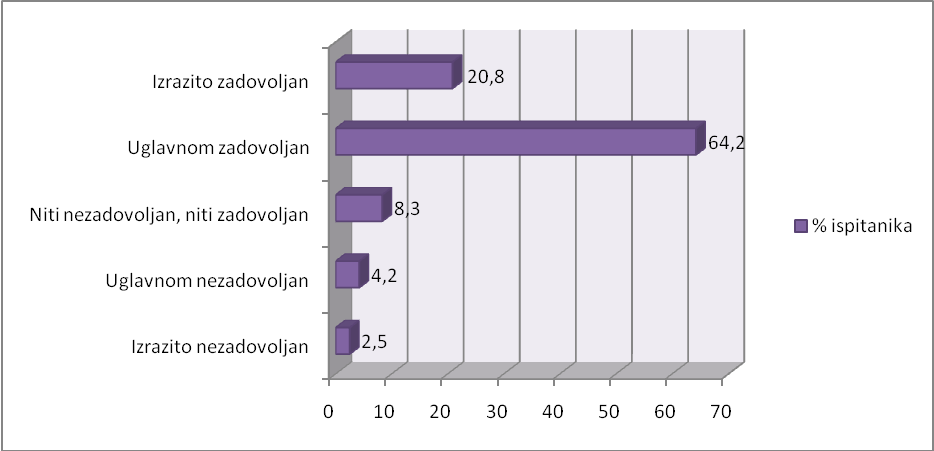 Izrazito zadovoljan 20,8
Uglavnom zadovoljan 64,2
Niti nezadovoljan, niti zadovoljan 8,3
Uglavnom nezadovoljan 4,2
Izrazito nezadovoljan 2,5
0 10 20 30 40 50 60 70
% ispitanika